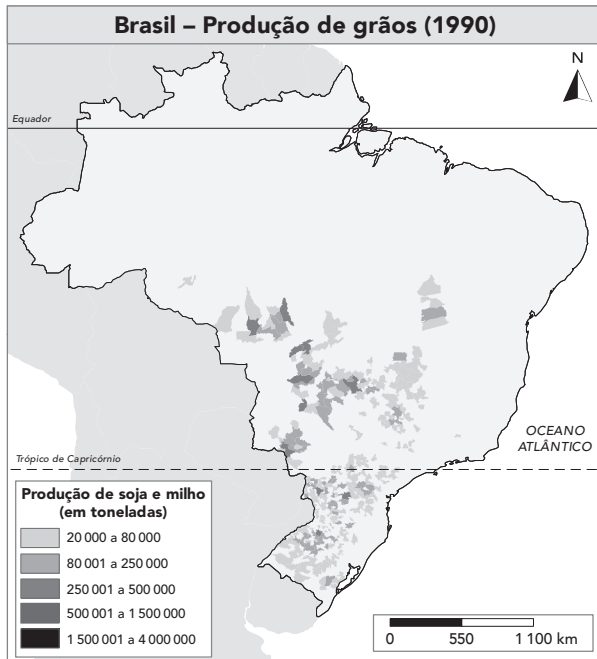 Brasil – Produção de grãos (1990)
N
Equador
OCEANO
ATLÂNTICO
Trópico de Capricórnio
Produção de soja e milho
(em toneladas)
20 000 a 80 000
80 001 a 250 000
250 001 a 500 000
500 001 a 1 500 000
1 500 001 a 4 000 000
0 550 1 100 km